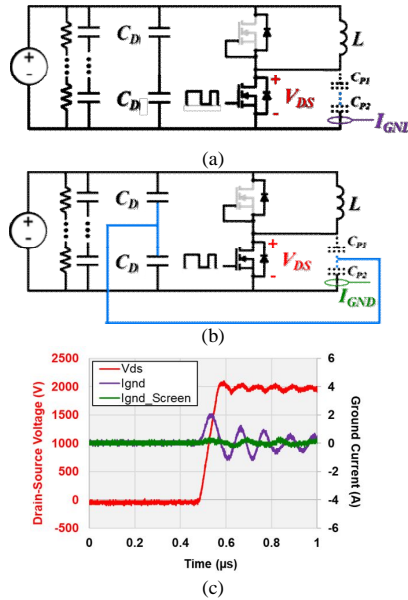 C_D
C_D
L
C_P1
C_P2
+
V_DS
-
I_GND
+
-
(a)
C_D
C_D
L
C_P3
C_P2
+
V_DS
-
I_GND
+
-
(b)
2500
2000
1500
1000
500
0
-500
Drain-Source Voltage (V)
Vds
Ignd
Ignd_Screen
6
4
2
0
-2
-4
-6
Ground Current (A)
0
0.2
0.4
0.6
0.8
1
Time (µs)
(c)